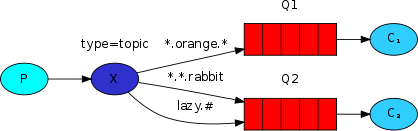 Q1
type=topic
*.orange.*
C₁
P
X
*.*.rabbit
Q2
lazy.#
C₂